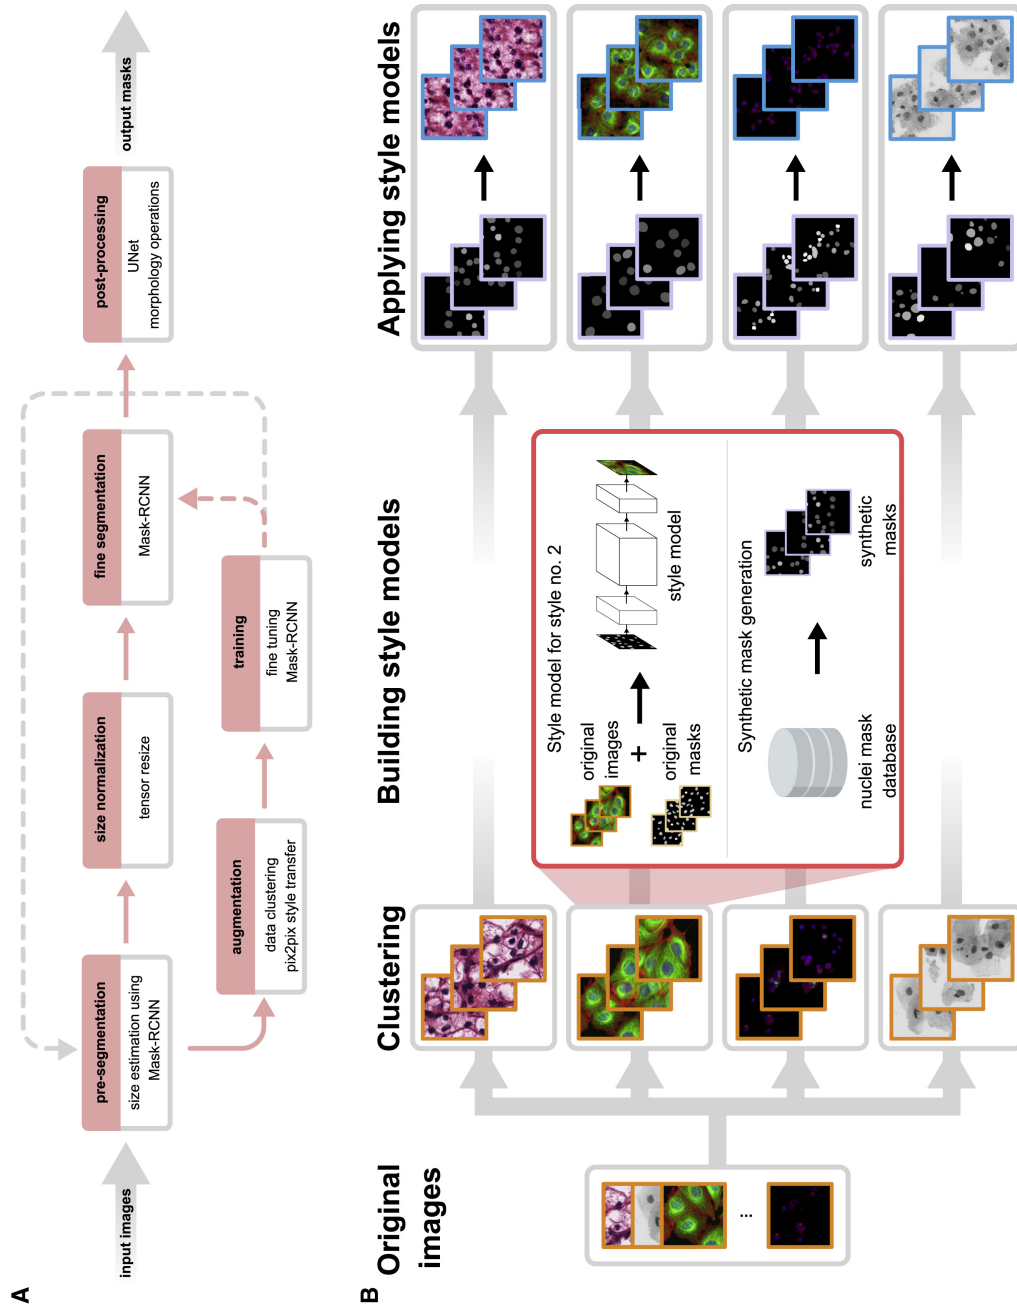 A
input images
pre-segmentation
size estimation using
Mask-RCNN
size normalization
tensor resize
fine segmentation
Mask-RCNN
post-processing
UNet
morphology operations
output masks
augmentation
data clustering
pix2pix style transfer
training
fine tuning
Mask-RCNN
B
Original
images
Clustering
Building style models
Applying style models
...
Style model for style no. 2
original
images
+
original
masks
style model
Synthetic mask generation
nuclei mask
database
synthetic
masks